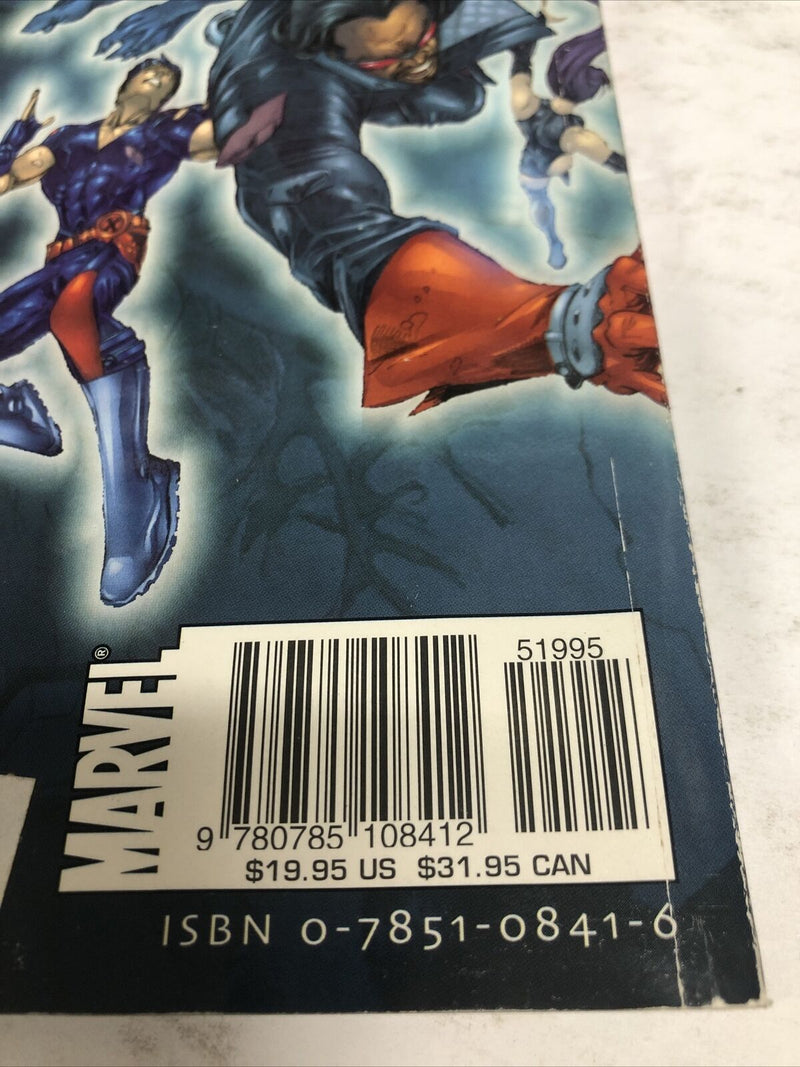 MARVEL®
51995
9 780785 108412
$19.95 US $31.95 CAN
ISBN 0-7851-0841-6